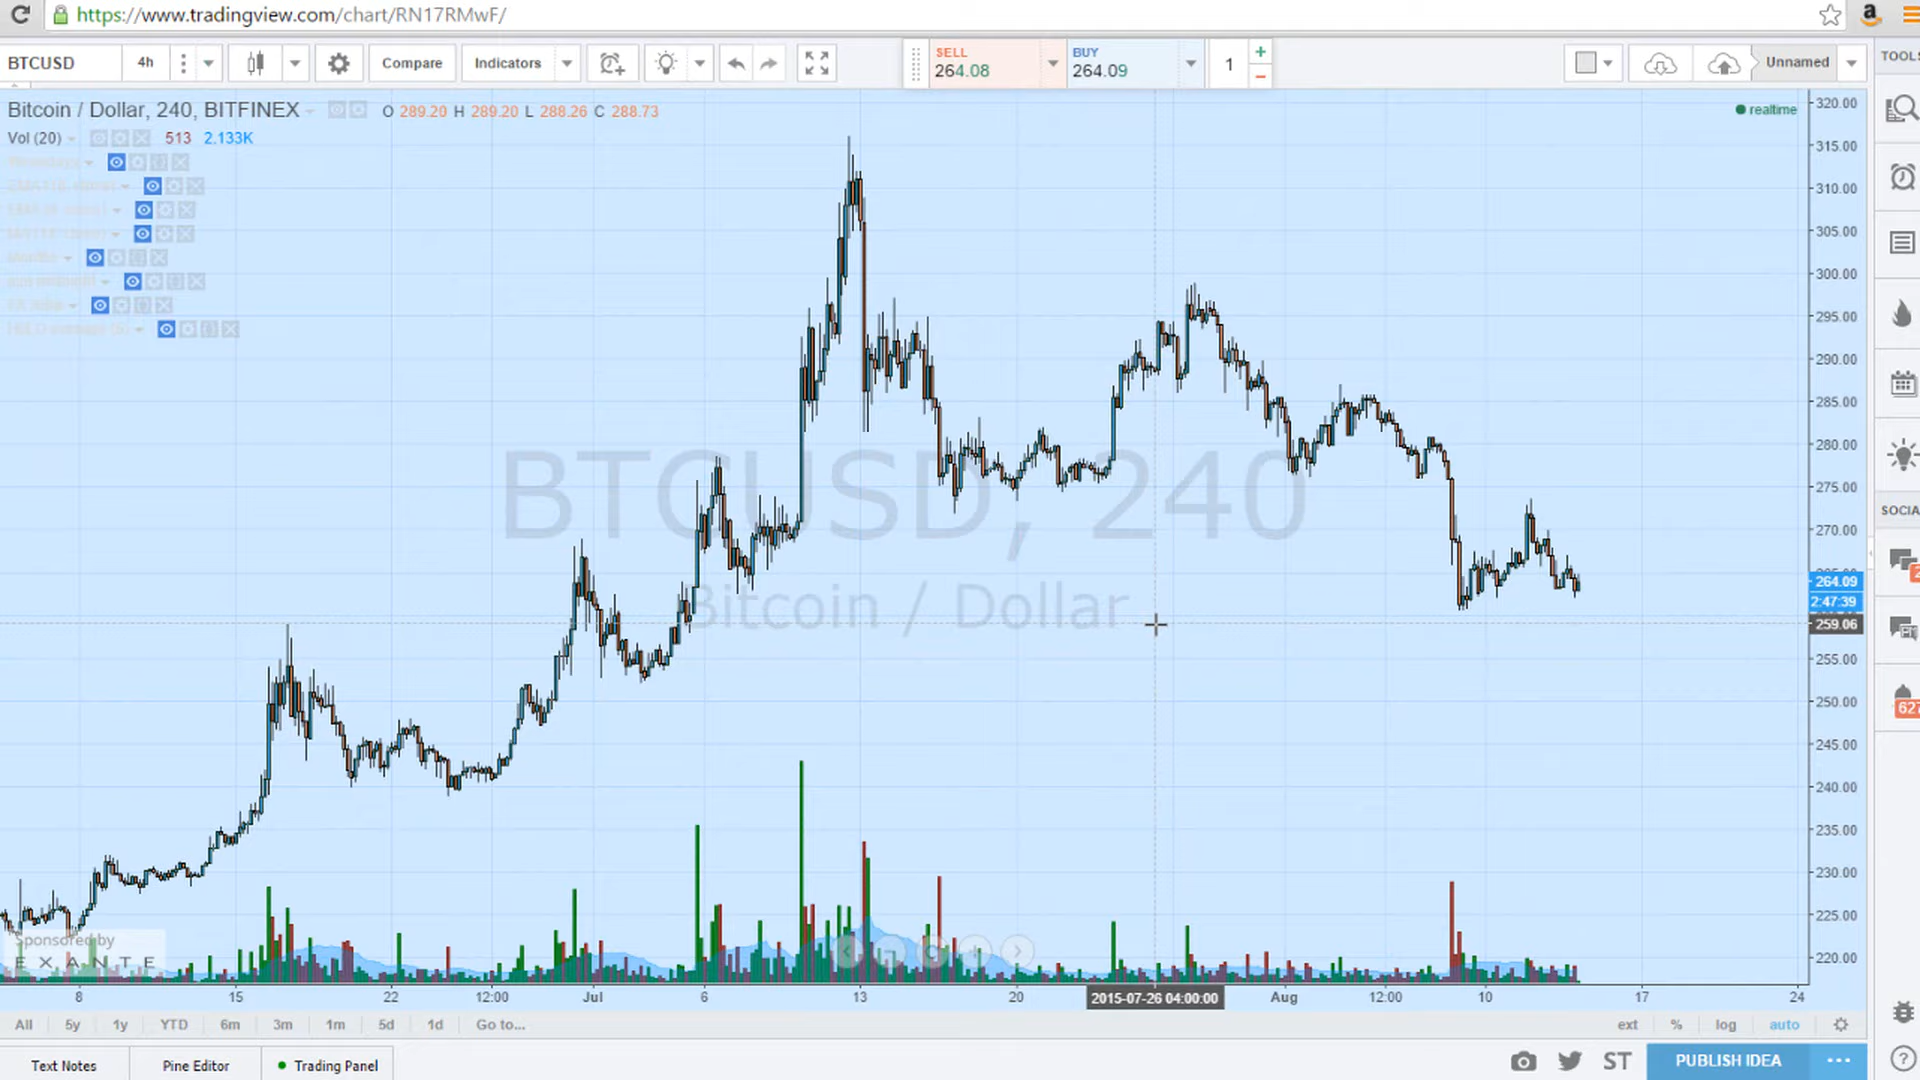 https://www.tradingview.com/chart/RN17RMwF/
BTCUSD 4h Compare Indicators SELL 264.08 BUY 264.09 1 Unnamed TOOLS
Bitcoin / Dollar, 240, BITFINEX O 289.20 H 289.20 L 288.26 C 288.73
realtime
Vol (20) 513 2.133K
320.00
315.00
310.00
305.00
300.00
295.00
290.00
285.00
280.00
275.00
270.00
264.09
2:47:39
259.06
255.00
250.00
245.00
240.00
235.00
230.00
225.00
220.00
BTCUSD, 240
Bitcoin / Dollar
SOCIA
627
Sponsored by
EXANTE
8 15 22 12:00 Jul 6 13 20 2015-07-26 04:00:00 Aug 12:00 10 17 24
All 5y 1y YTD 6m 3m 1m 5d 1d Go to... ext % log auto
Text Notes Pine Editor Trading Panel ST PUBLISH IDEA